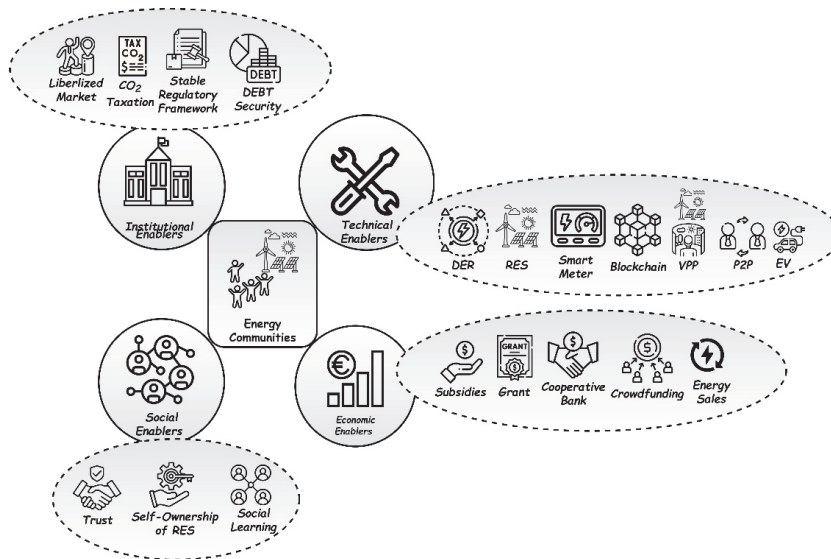 TAX
CO2
$=
DEBT
Liberlized
Market
CO2
Taxation
Stable
Regulatory
Framework
DEBT
Security
Institutional
Enablers
Technical
Enablers
DER
RES
Smart
Meter
Blockchain
VPP
P2P
EV
Energy
Communities
GRANT
Subsidies
Grant
Cooperative
Bank
Crowdfunding
Energy
Sales
Social
Enablers
Economic
Enablers
Trust
Self-Ownership
of RES
Social
Learning